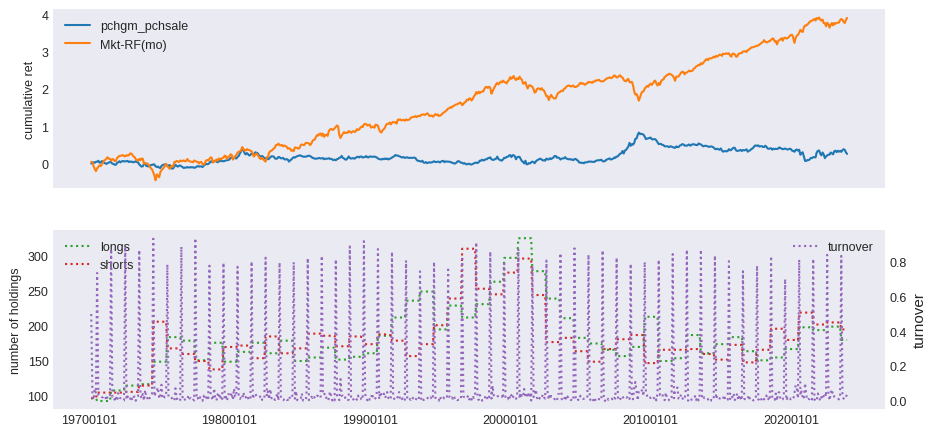 4
3
2
1
0
cumulative ret
pchgm_pchsale
Mkt-RF(mo)
300
250
200
150
100
number of holdings
longs
shorts
turnover
0.8
0.6
0.4
0.2
0.0
turnover
19700101 19800101 19900101 20000101 20100101 20200101